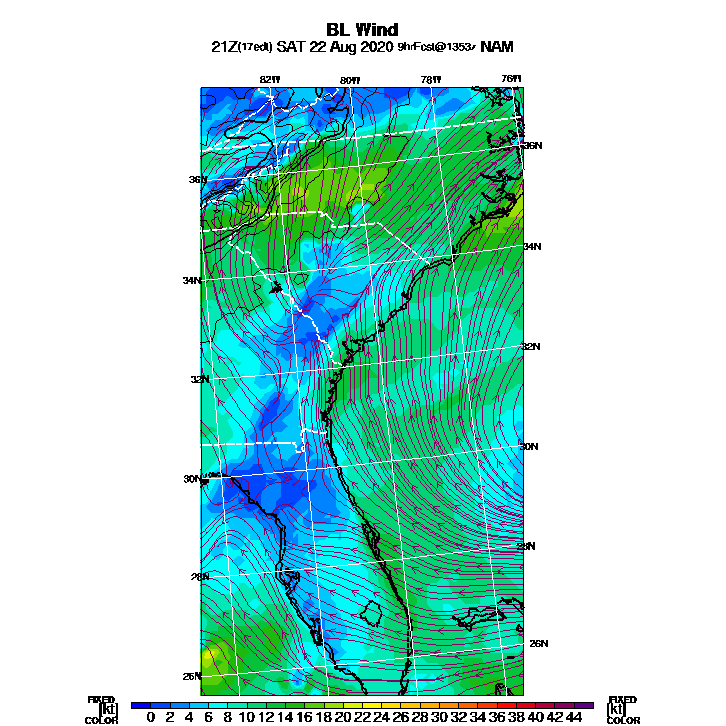 BL Wind
21Z(17edt) SAT 22 Aug 2020 9hrFcst@1353z NAM
82W 80W 78W 76W
36N 36N
34N 34N
32N 32N
30N 30N
28N 28N
26N 26N
FIXED FIXED
[kt] 0 2 4 6 8 10 12 14 16 18 20 22 24 26 28 30 32 34 36 38 40 42 44 [kt]
COLOR COLOR